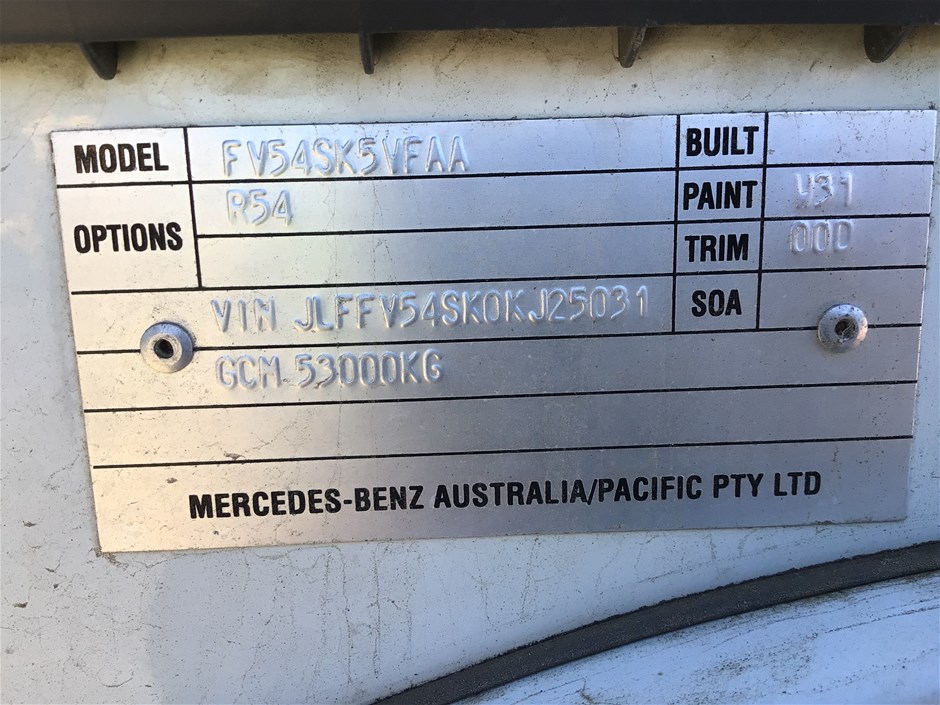 MODEL FV54SK5VFAA BUILT
OPTIONS R54 PAINT W31
TRIM 00D
VIN JLFFV54SK0KJ25031 SOA
GCM 53000KG
MERCEDES-BENZ AUSTRALIA/PACIFIC PTY LTD